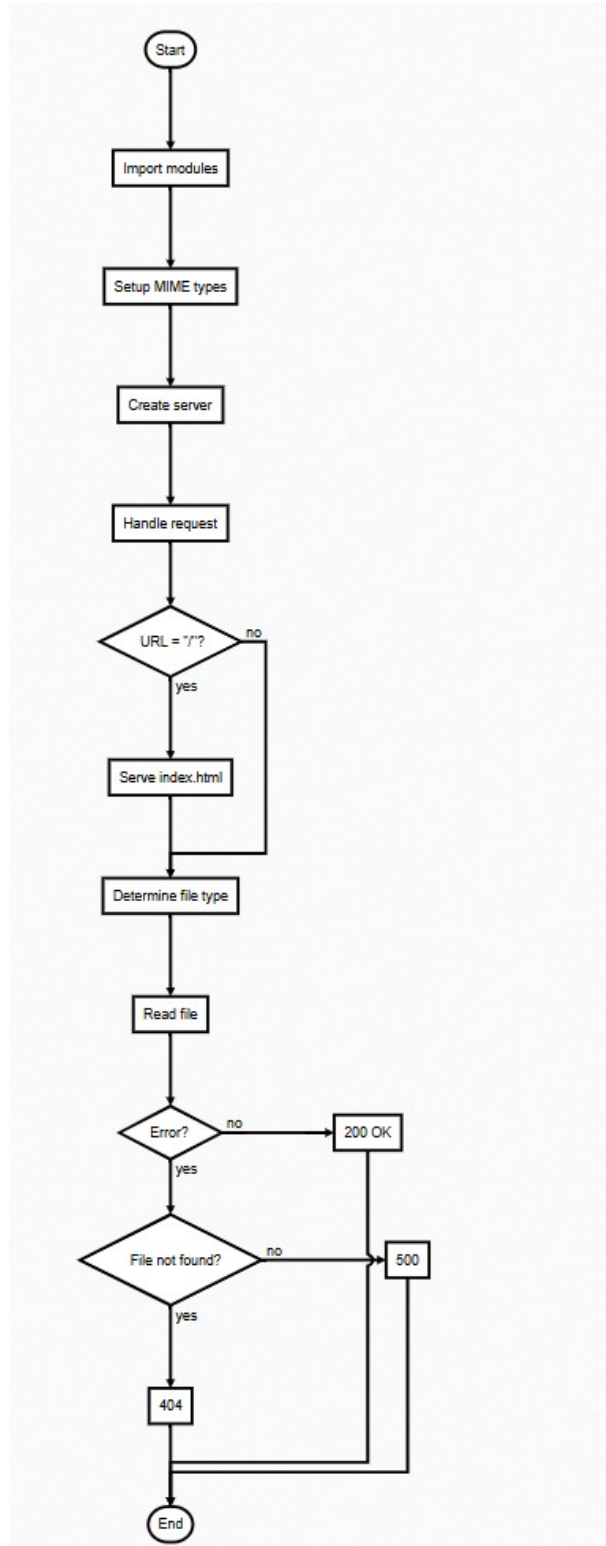 Start
Import modules
Setup MIME types
Create server
Handle request
URL = "/"?
no
yes
Serve index.html
Determine file type
Read file
Error?
no
200 OK
yes
File not found?
no
500
yes
404
End